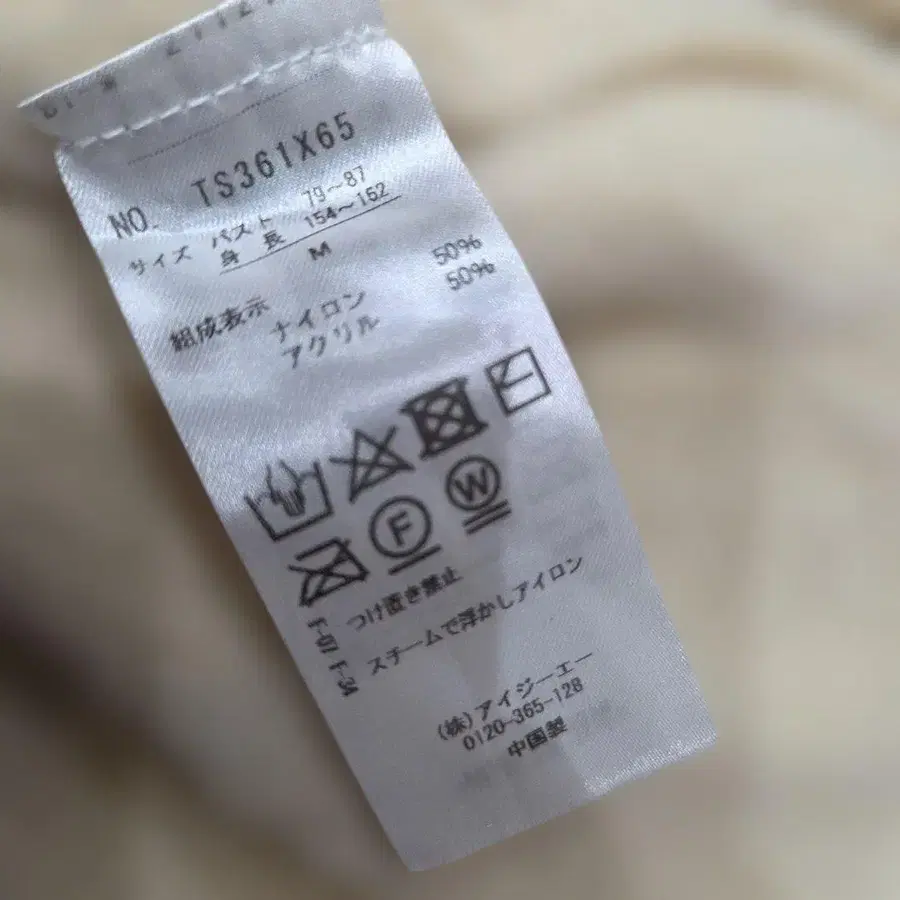 NO. TS361X65
サイズ バスト 79～87
身長 154～162
M
組成表示
ナイロン 50%
アクリル 50%
F
W
F-07 つけ置き禁止
F-34 スチームで浮かしアイロン
(株)アイジーエー
0120-365-128
中国製